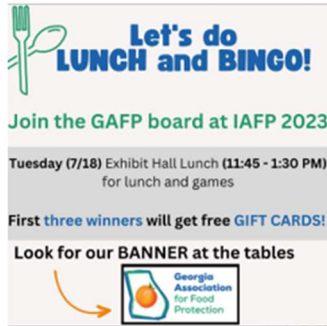 Let's do
LUNCH and BINGO!
Join the GAFP board at IAFP 2023
Tuesday (7/18) Exhibit Hall Lunch (11:45 - 1:30 PM)
for lunch and games
First three winners will get free GIFT CARDS!
Look for our BANNER at the tables
Georgia
Association
for Food
Protection